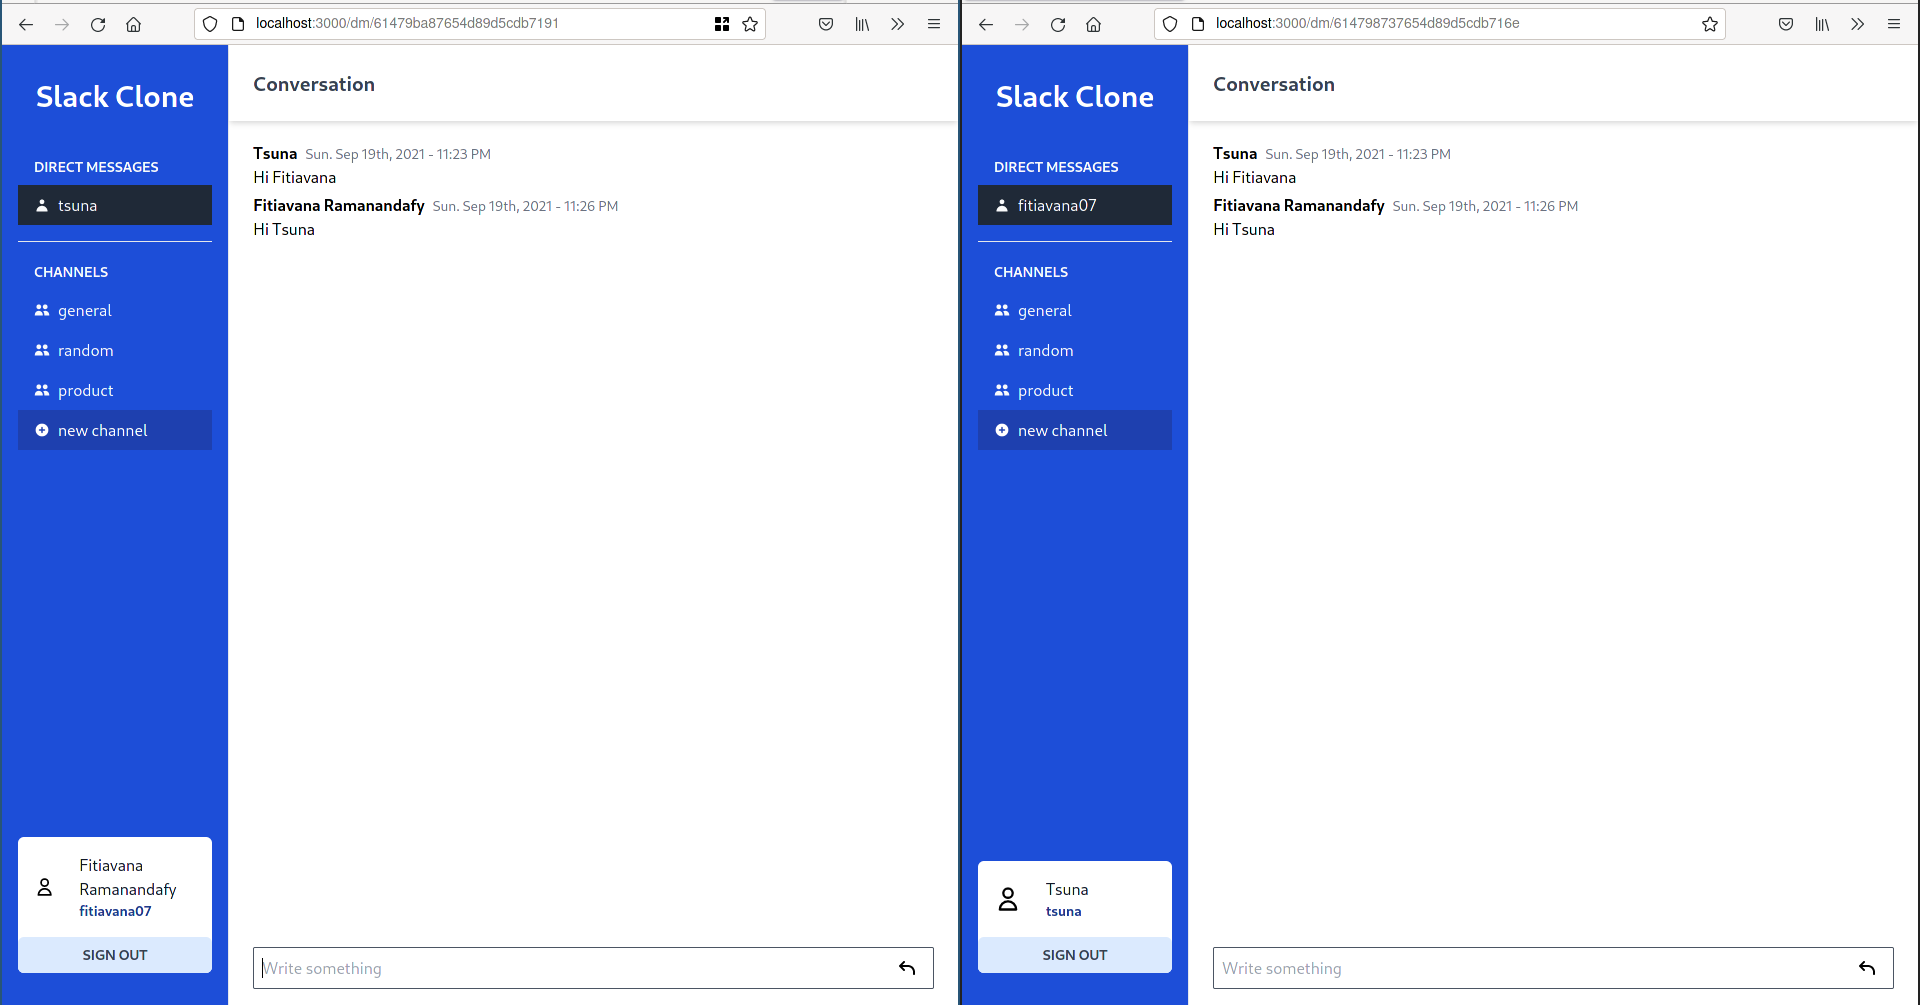 localhost:3000/dm/61479ba87654d89d5cdb7191
Slack Clone
DIRECT MESSAGES
tsuna
CHANNELS
general
random
product
new channel
Fitiavana
Ramanandafy
fitiavana07
SIGN OUT
Conversation
Tsuna Sun. Sep 19th, 2021 - 11:23 PM
Hi Fitiavana
Fitiavana Ramanandafy Sun. Sep 19th, 2021 - 11:26 PM
Hi Tsuna
Write something
localhost:3000/dm/614798737654d89d5cdb716e
Slack Clone
DIRECT MESSAGES
fitiavana07
CHANNELS
general
random
product
new channel
Tsuna
tsuna
SIGN OUT
Conversation
Tsuna Sun. Sep 19th, 2021 - 11:23 PM
Hi Fitiavana
Fitiavana Ramanandafy Sun. Sep 19th, 2021 - 11:26 PM
Hi Tsuna
Write something